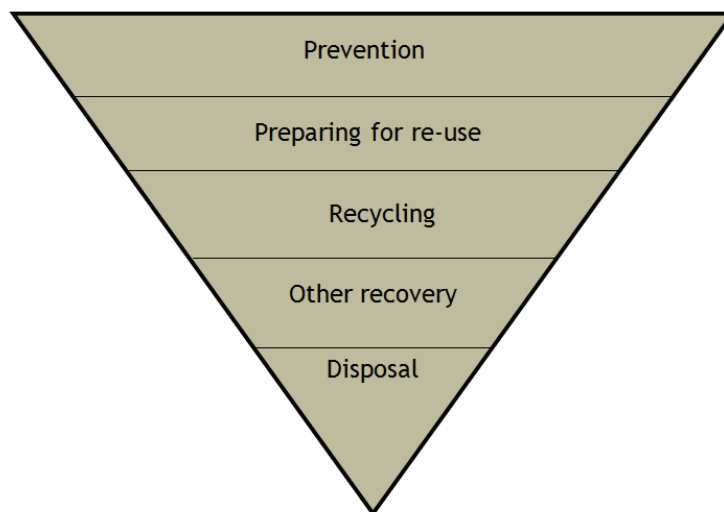 Prevention
Preparing for re-use
Recycling
Other recovery
Disposal